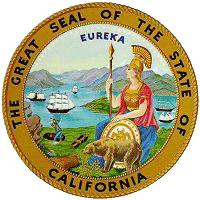 THE GREAT SEAL OF THE STATE OF CALIFORNIA
EUREKA